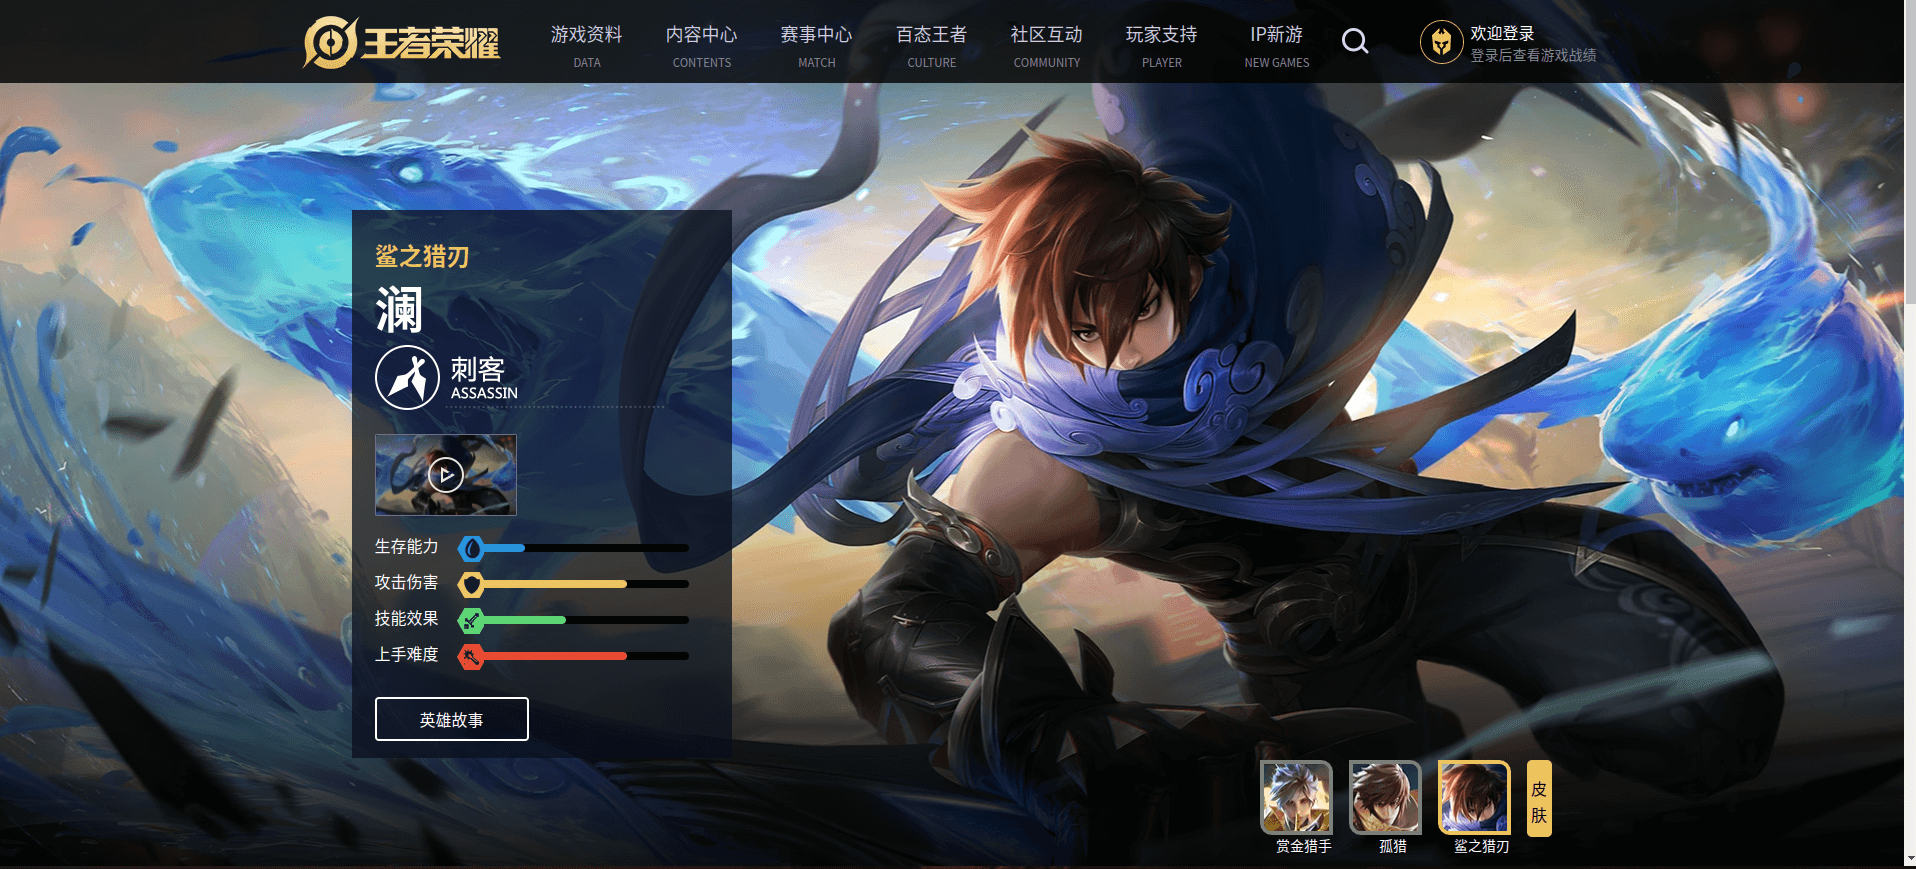 王者荣耀
游戏资料 内容中心 赛事中心 百态王者 社区互动 玩家支持 IP新游
DATA CONTENTS MATCH CULTURE COMMUNITY PLAYER NEW GAMES
欢迎登录
登录后查看游戏战绩
鲨之猎刃
澜
刺客
ASSASSIN
生存能力
攻击伤害
技能效果
上手难度
英雄故事
赏金猎手 孤猎 鲨之猎刃
皮肤